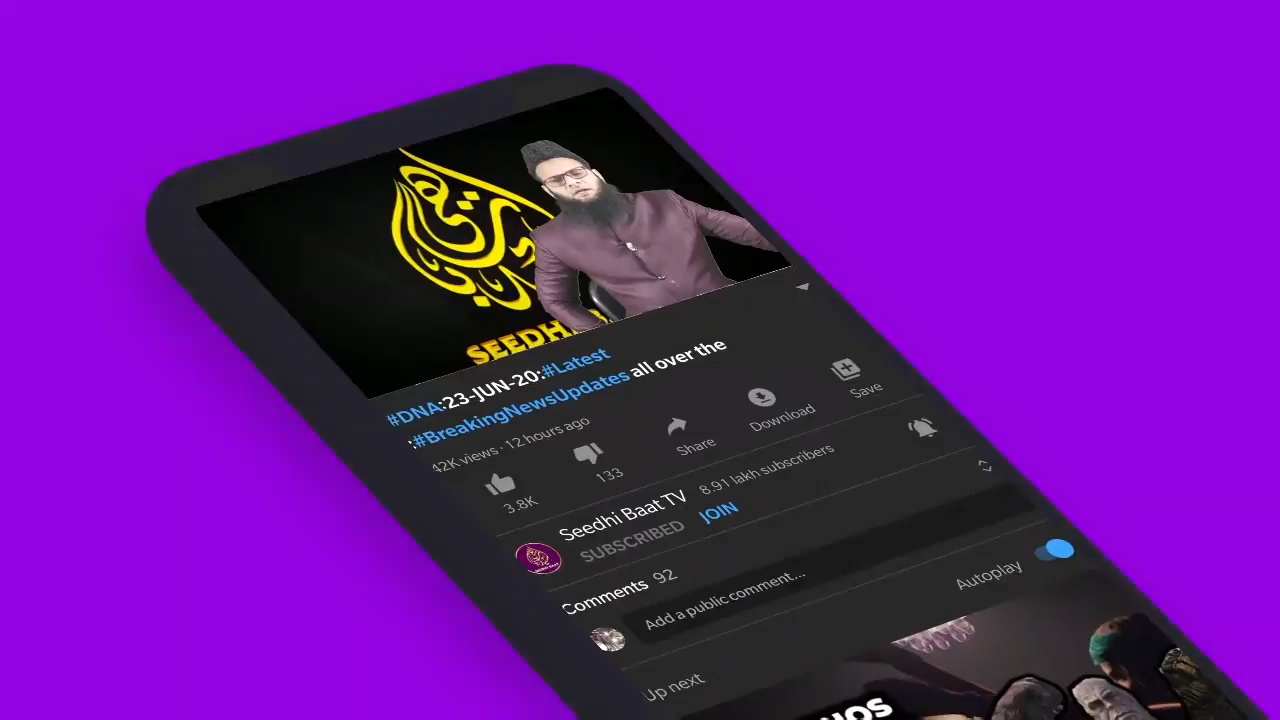 SEEDH
#DNA:23-JUN-20:#Latest
#BreakingNewsUpdates all over the
42K views · 12 hours ago
3.8K
133
Share
Download
Save
Seedhi Baat TV
8.91 lakh subscribers
SUBSCRIBED
JOIN
Comments 92
Add a public comment...
Autoplay
Up next